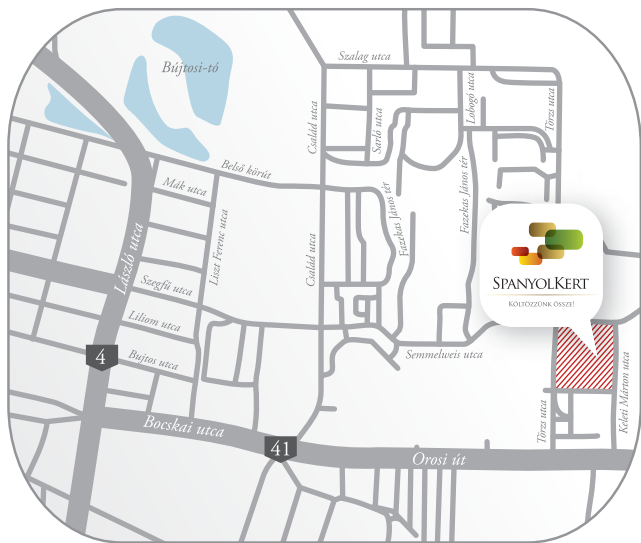 Szalag utca
Bújtosi-tó
Család utca
Sarló utca
Lobogó utca
Törzs utca
Belső körút
Mák utca
Liszt Ferenc utca
Család utca
Fazekas János tér
Fazekas János tér
László utca
Szegfű utca
Liliom utca
Bujtos utca
4
SPANYOLKERT
KÖLTÖZZÜNK ÖSSZE!
Semmelweis utca
Törzs utca
Keleti Márton utca
Bocskai utca
41
Orosi út